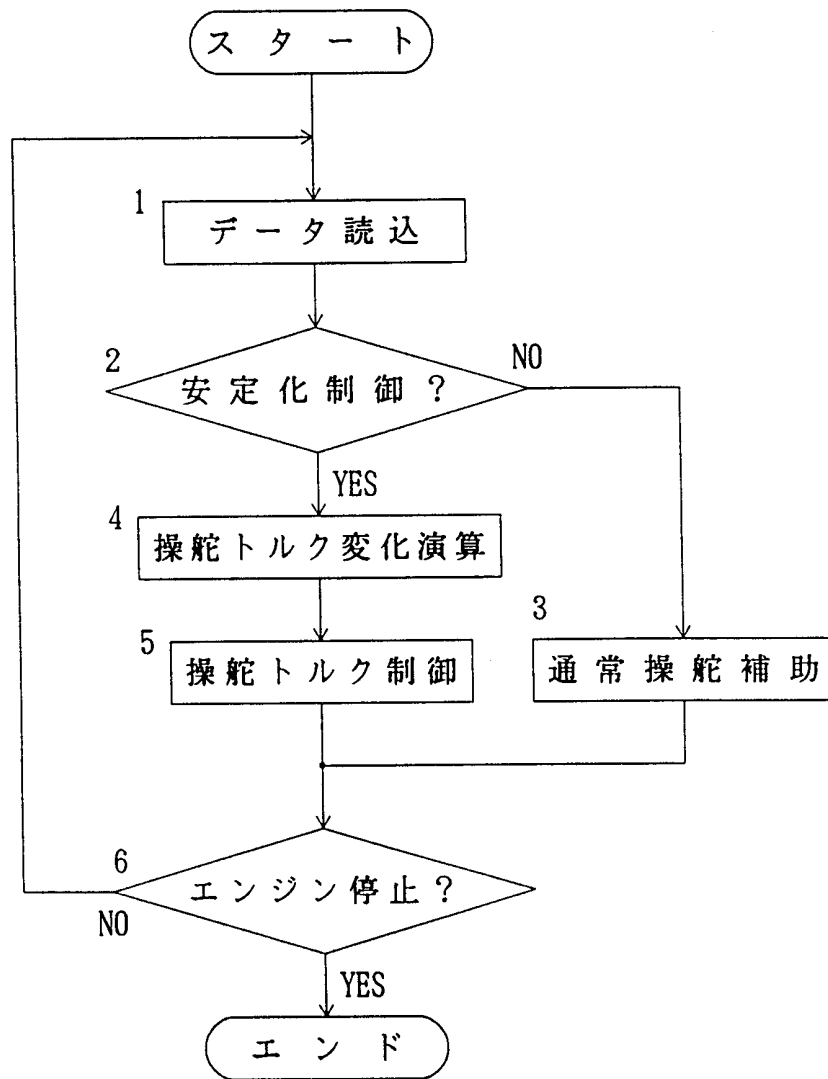 スタート
1
データ読込
2
安定化制御?
NO
YES
4
操舵トルク変化演算
3
5
操舵トルク制御
通常操舵補助
6
エンジン停止?
NO
YES
エンド